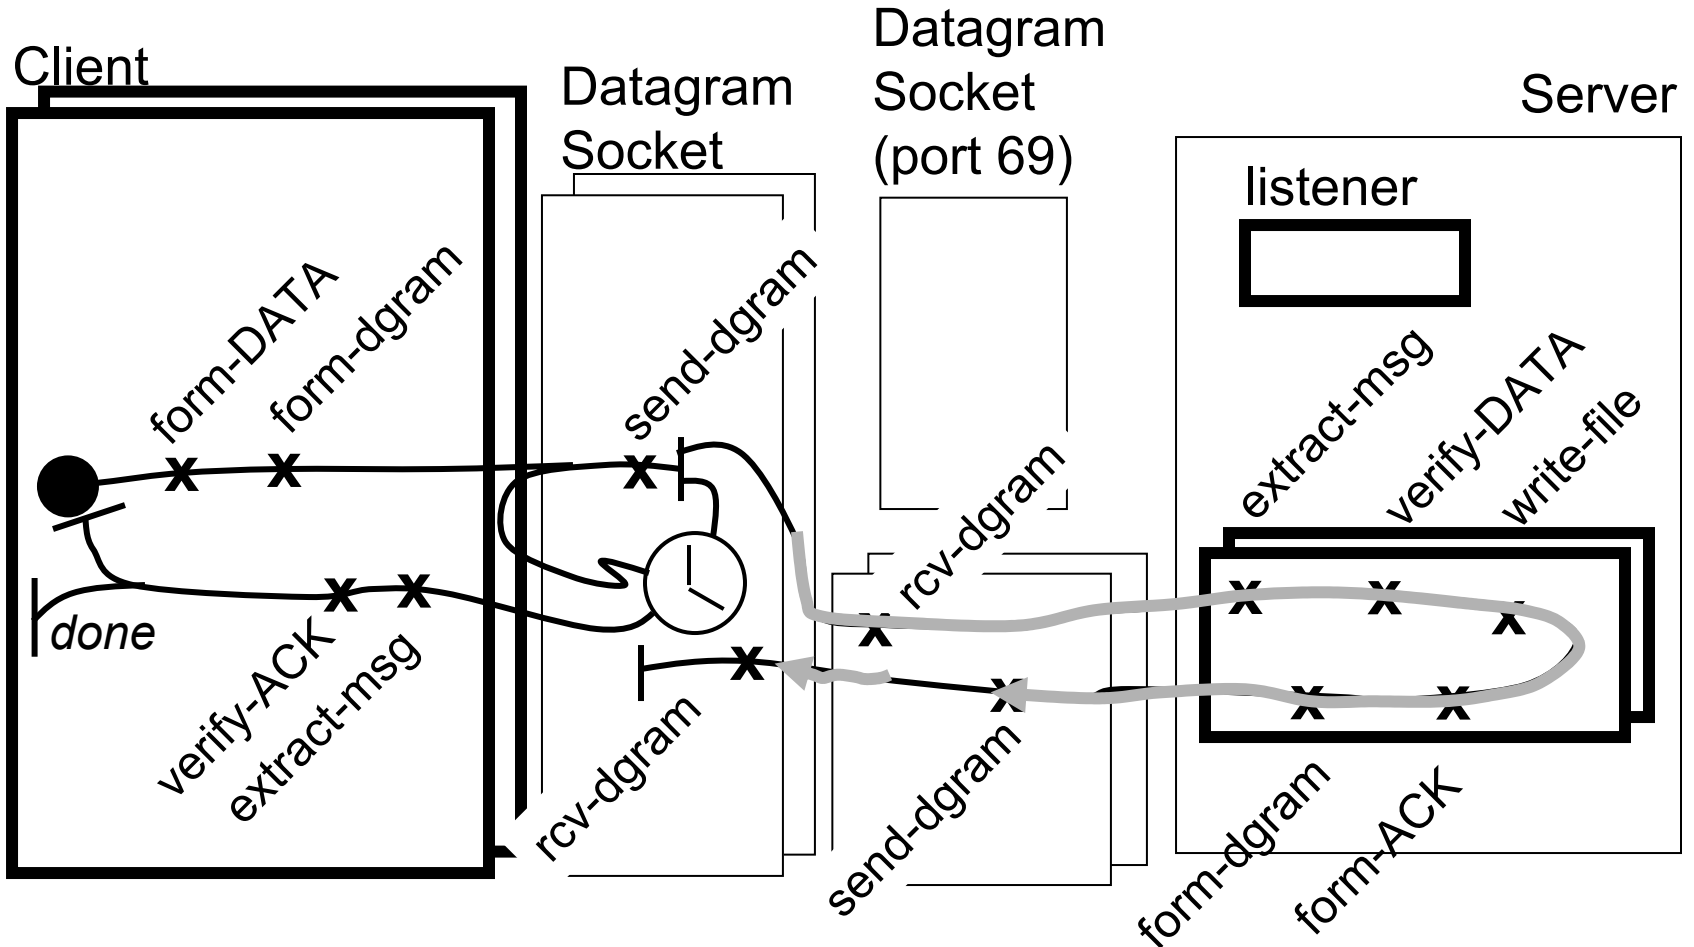 Client
Datagram
Socket
Datagram
Socket
(port 69)
Server
listener
form-DATA
form-dgram
send-dgram
rcv-dgram
extract-msg
verify-DATA
write-file
done
verify-ACK
extract-msg
rcv-dgram
send-dgram
form-dgram
form-ACK